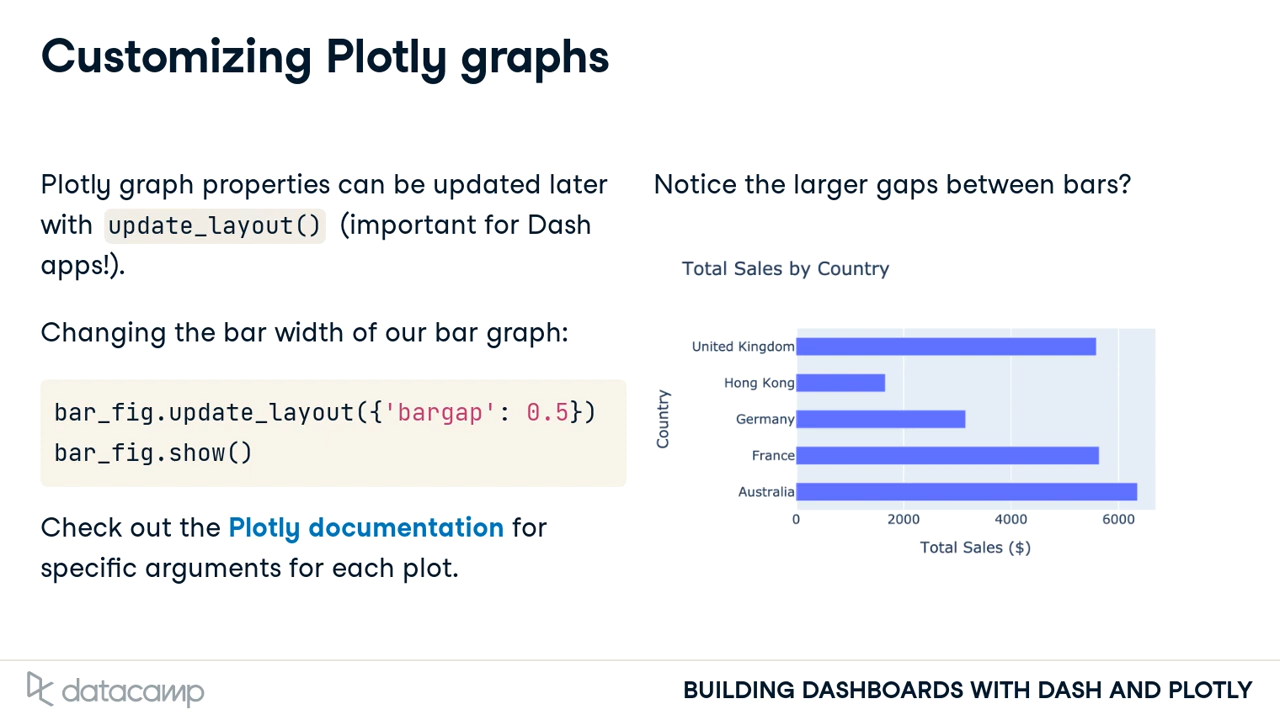 Customizing Plotly graphs
Plotly graph properties can be updated later
with update_layout() (important for Dash
apps!).
Changing the bar width of our bar graph:
bar_fig.update_layout({'bargap': 0.5})
bar_fig.show()
Check out the Plotly documentation for
specific arguments for each plot.
Notice the larger gaps between bars?
Total Sales by Country
Country
United Kingdom
Hong Kong
Germany
France
Australia
0 2000 4000 6000
Total Sales ($)
datacamp
BUILDING DASHBOARDS WITH DASH AND PLOTLY